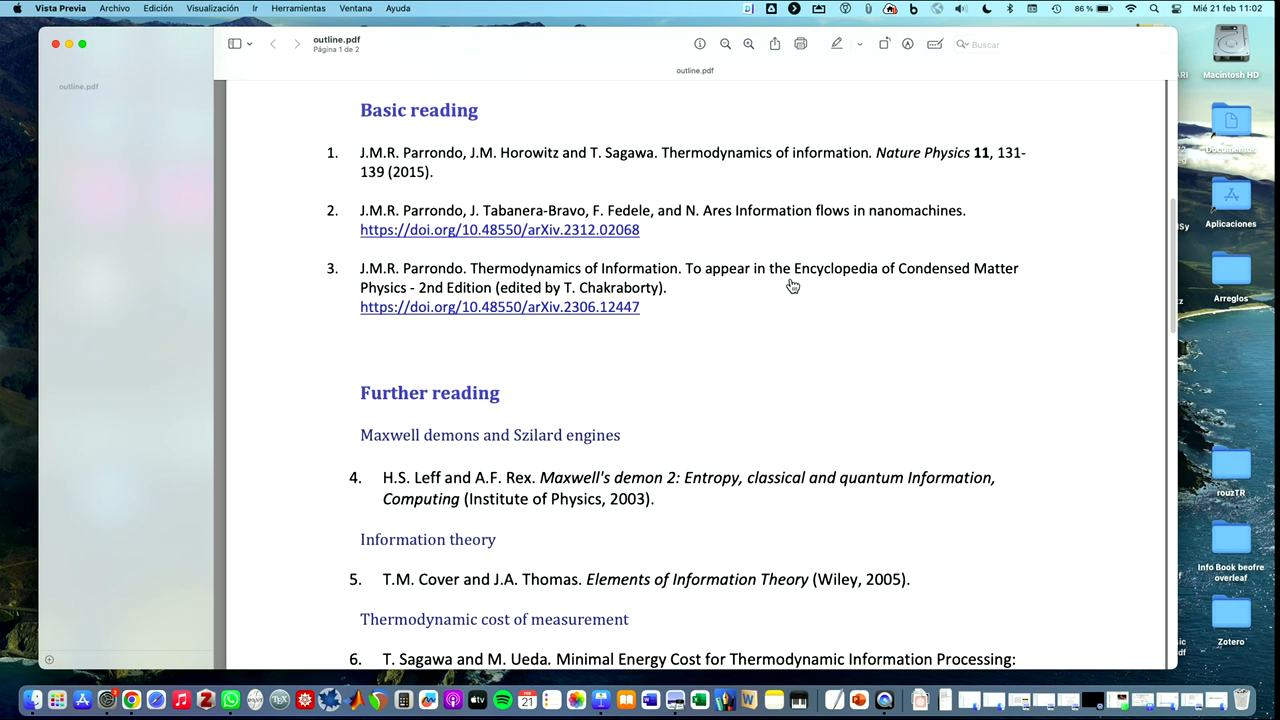 Vista Previa Archivo Edición Visualización Ir Herramientas Ventana Ayuda
86 % Mié 21 feb 11:02
outline.pdf
Página 1 de 2
Buscar
outline.pdf
outline.pdf
Basic reading
1. J.M.R. Parrondo, J.M. Horowitz and T. Sagawa. Thermodynamics of information. Nature Physics 11, 131-
139 (2015).
2. J.M.R. Parrondo, J. Tabanera-Bravo, F. Fedele, and N. Ares Information flows in nanomachines.
https://doi.org/10.48550/arXiv.2312.02068
3. J.M.R. Parrondo. Thermodynamics of Information. To appear in the Encyclopedia of Condensed Matter
Physics - 2nd Edition (edited by T. Chakraborty).
https://doi.org/10.48550/arXiv.2306.12447
Further reading
Maxwell demons and Szilard engines
4. H.S. Leff and A.F. Rex. Maxwell's demon 2: Entropy, classical and quantum Information,
Computing (Institute of Physics, 2003).
Information theory
5. T.M. Cover and J.A. Thomas. Elements of Information Theory (Wiley, 2005).
Thermodynamic cost of measurement
6. T. Sagawa and M. Ueda. Minimal Energy Cost for Thermodynamic Information Processing:
Macintosh HD
Documentos
Aplicaciones
Arreglos
rouzTR
Info Book beofre
overleaf
Zotero